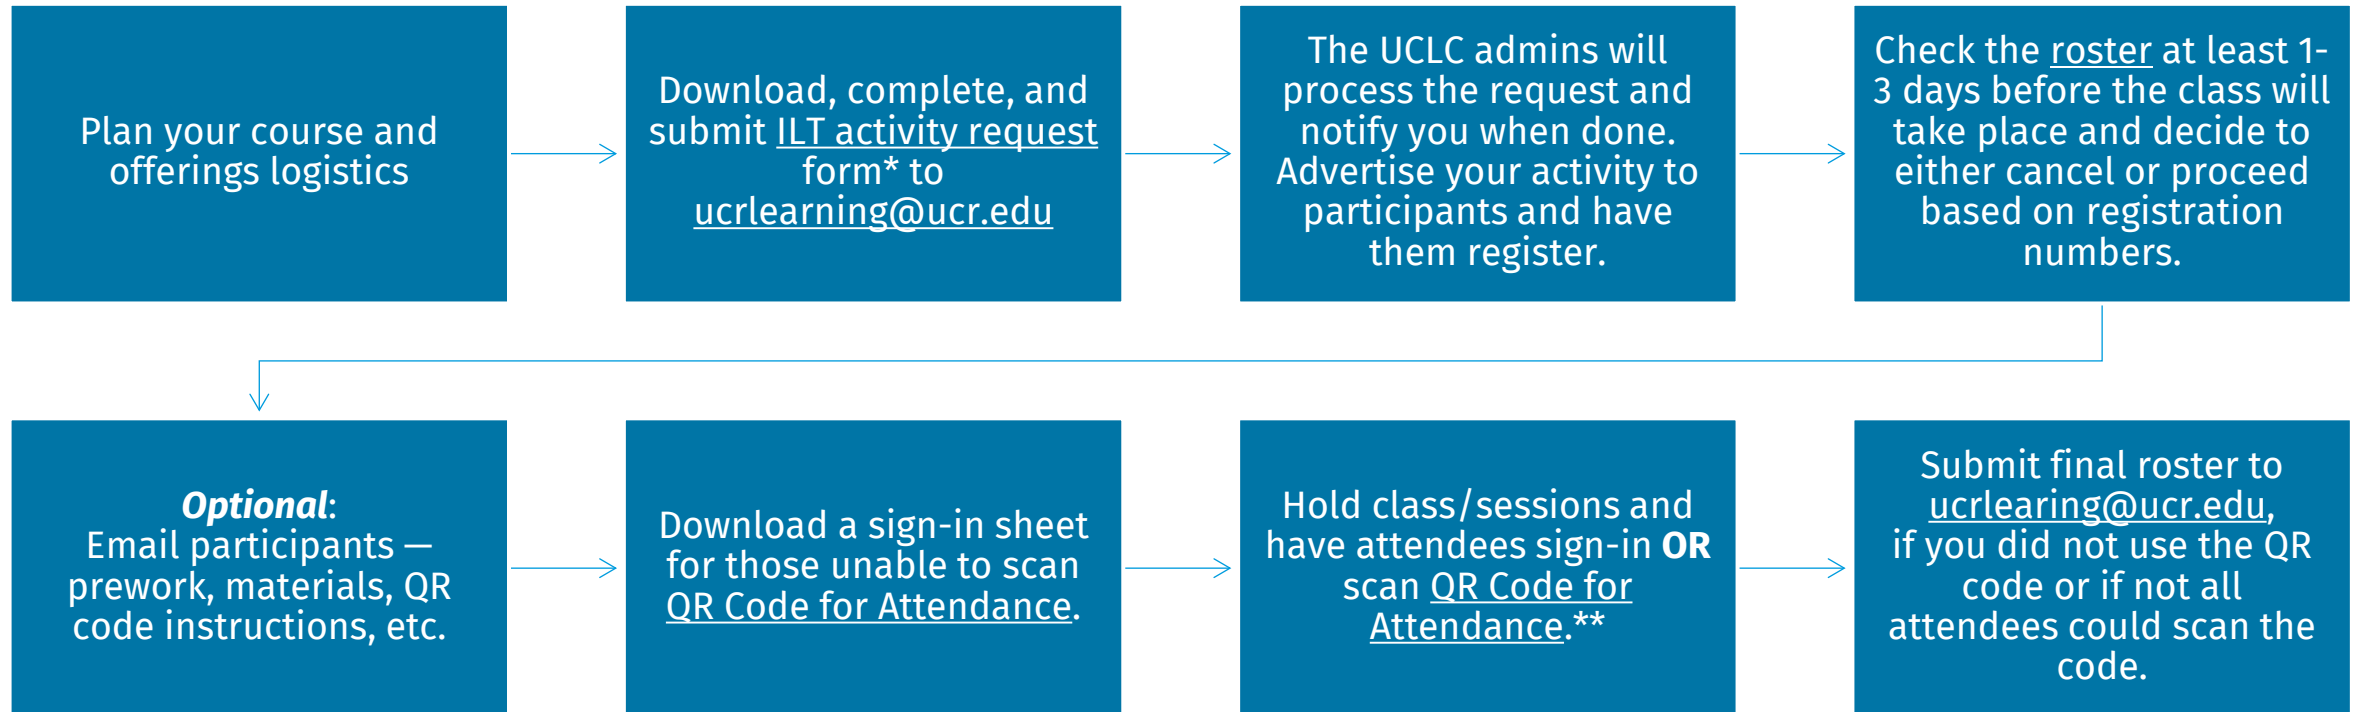 Plan your course and
offerings logistics
Download, complete, and
submit ILT activity request
form* to
ucrlearning@ucr.edu
The UCLC admins will
process the request and
notify you when done.
Advertise your activity to
participants and have
them register.
Check the roster at least 1-
3 days before the class will
take place and decide to
either cancel or proceed
based on registration
numbers.
Optional:
Email participants —
prework, materials, QR
code instructions, etc.
Download a sign-in sheet
for those unable to scan
QR Code for Attendance.
Hold class/sessions and
have attendees sign-in OR
scan QR Code for
Attendance.**
Submit final roster to
ucrlearing@ucr.edu,
if you did not use the QR
code or if not all
attendees could scan the
code.